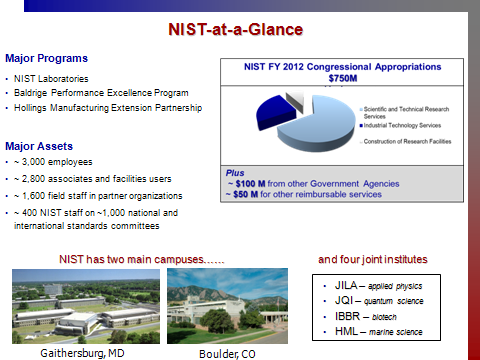 NIST-at-a-Glance
Major Programs
• NIST Laboratories
• Baldrige Performance Excellence Program
• Hollings Manufacturing Extension Partnership
Major Assets
• ~ 3,000 employees
• ~ 2,800 associates and facilities users
• ~ 1,600 field staff in partner organizations
• ~ 400 NIST staff on ~1,000 national and
international standards committees
NIST FY 2012 Congressional Appropriations
$750M
Scientific and Technical Research
Services
Industrial Technology Services
Construction of Research Facilities
Plus
~ $100 M from other Government Agencies
~ $50 M for other reimbursable services
NIST has two main campuses……
and four joint institutes
Gaithersburg, MD
Boulder, CO
• JILA – applied physics
• JQI – quantum science
• IBBR – biotech
• HML – marine science